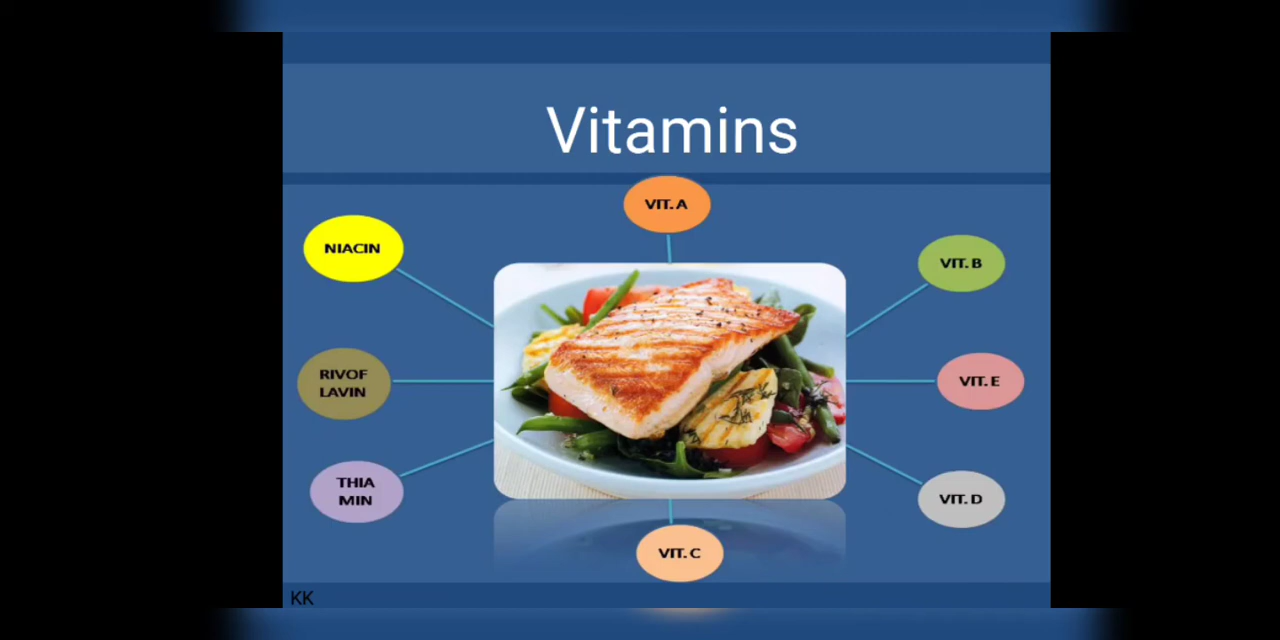 Vitamins
VIT. A
NIACIN
VIT. B
RIVOF
LAVIN
VIT. E
THIA
MIN
VIT. D
VIT. C
KK